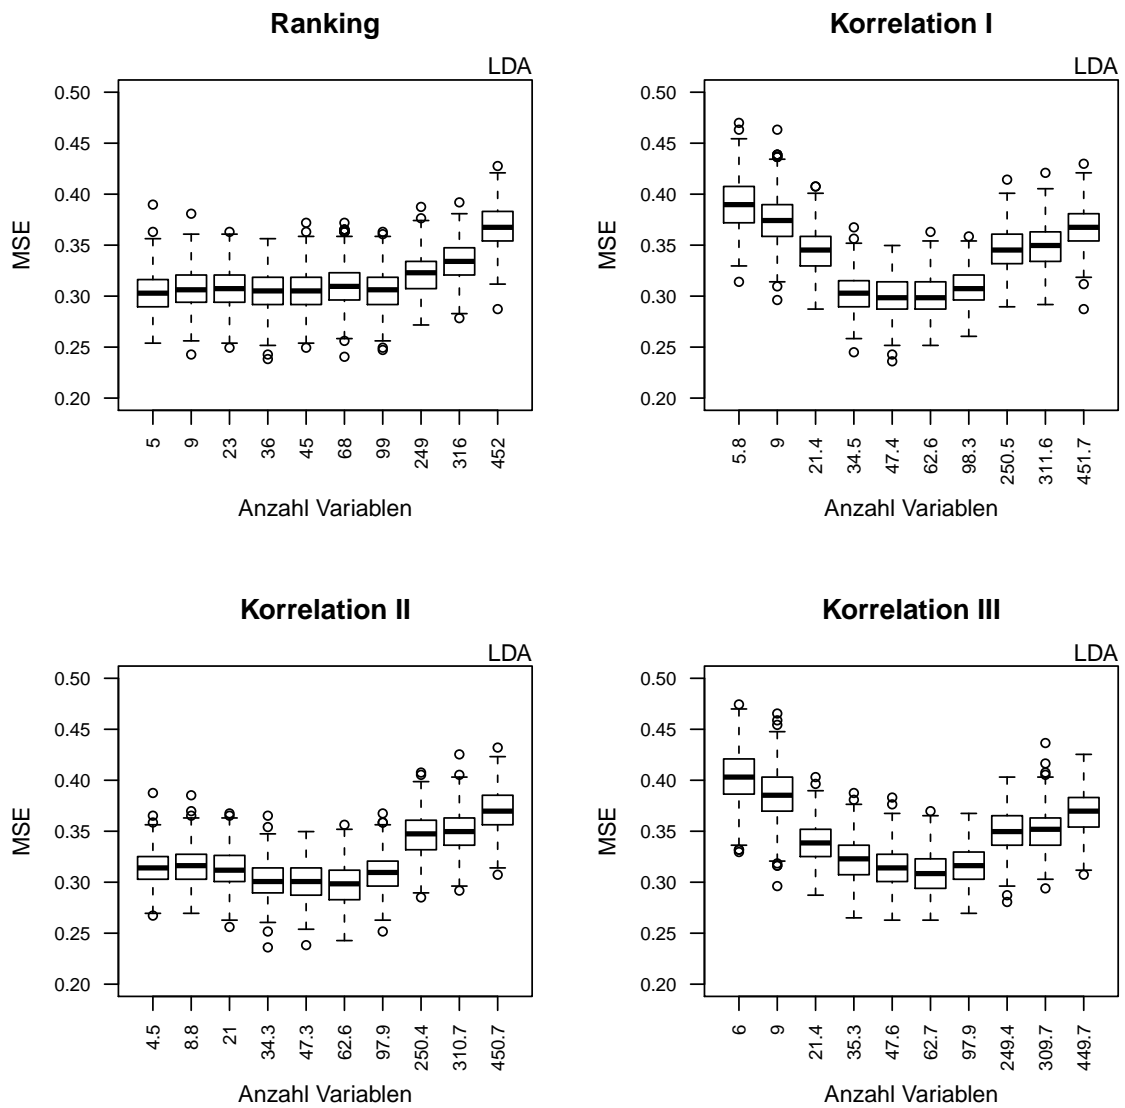 Ranking
LDA
MSE
0.50
0.45
0.40
0.35
0.30
0.25
0.20
5 9 23 36 45 68 99 249 316 452
Anzahl Variablen
Korrelation I
LDA
MSE
0.50
0.45
0.40
0.35
0.30
0.25
0.20
5.8 9 21.4 34.5 47.4 62.6 98.3 250.5 311.6 451.7
Anzahl Variablen
Korrelation II
LDA
MSE
0.50
0.45
0.40
0.35
0.30
0.25
0.20
4.5 8.8 21 34.3 47.3 62.6 97.9 250.4 310.7 450.7
Anzahl Variablen
Korrelation III
LDA
MSE
0.50
0.45
0.40
0.35
0.30
0.25
0.20
6 9 21.4 35.3 47.6 62.7 97.9 249.4 309.7 449.7
Anzahl Variablen